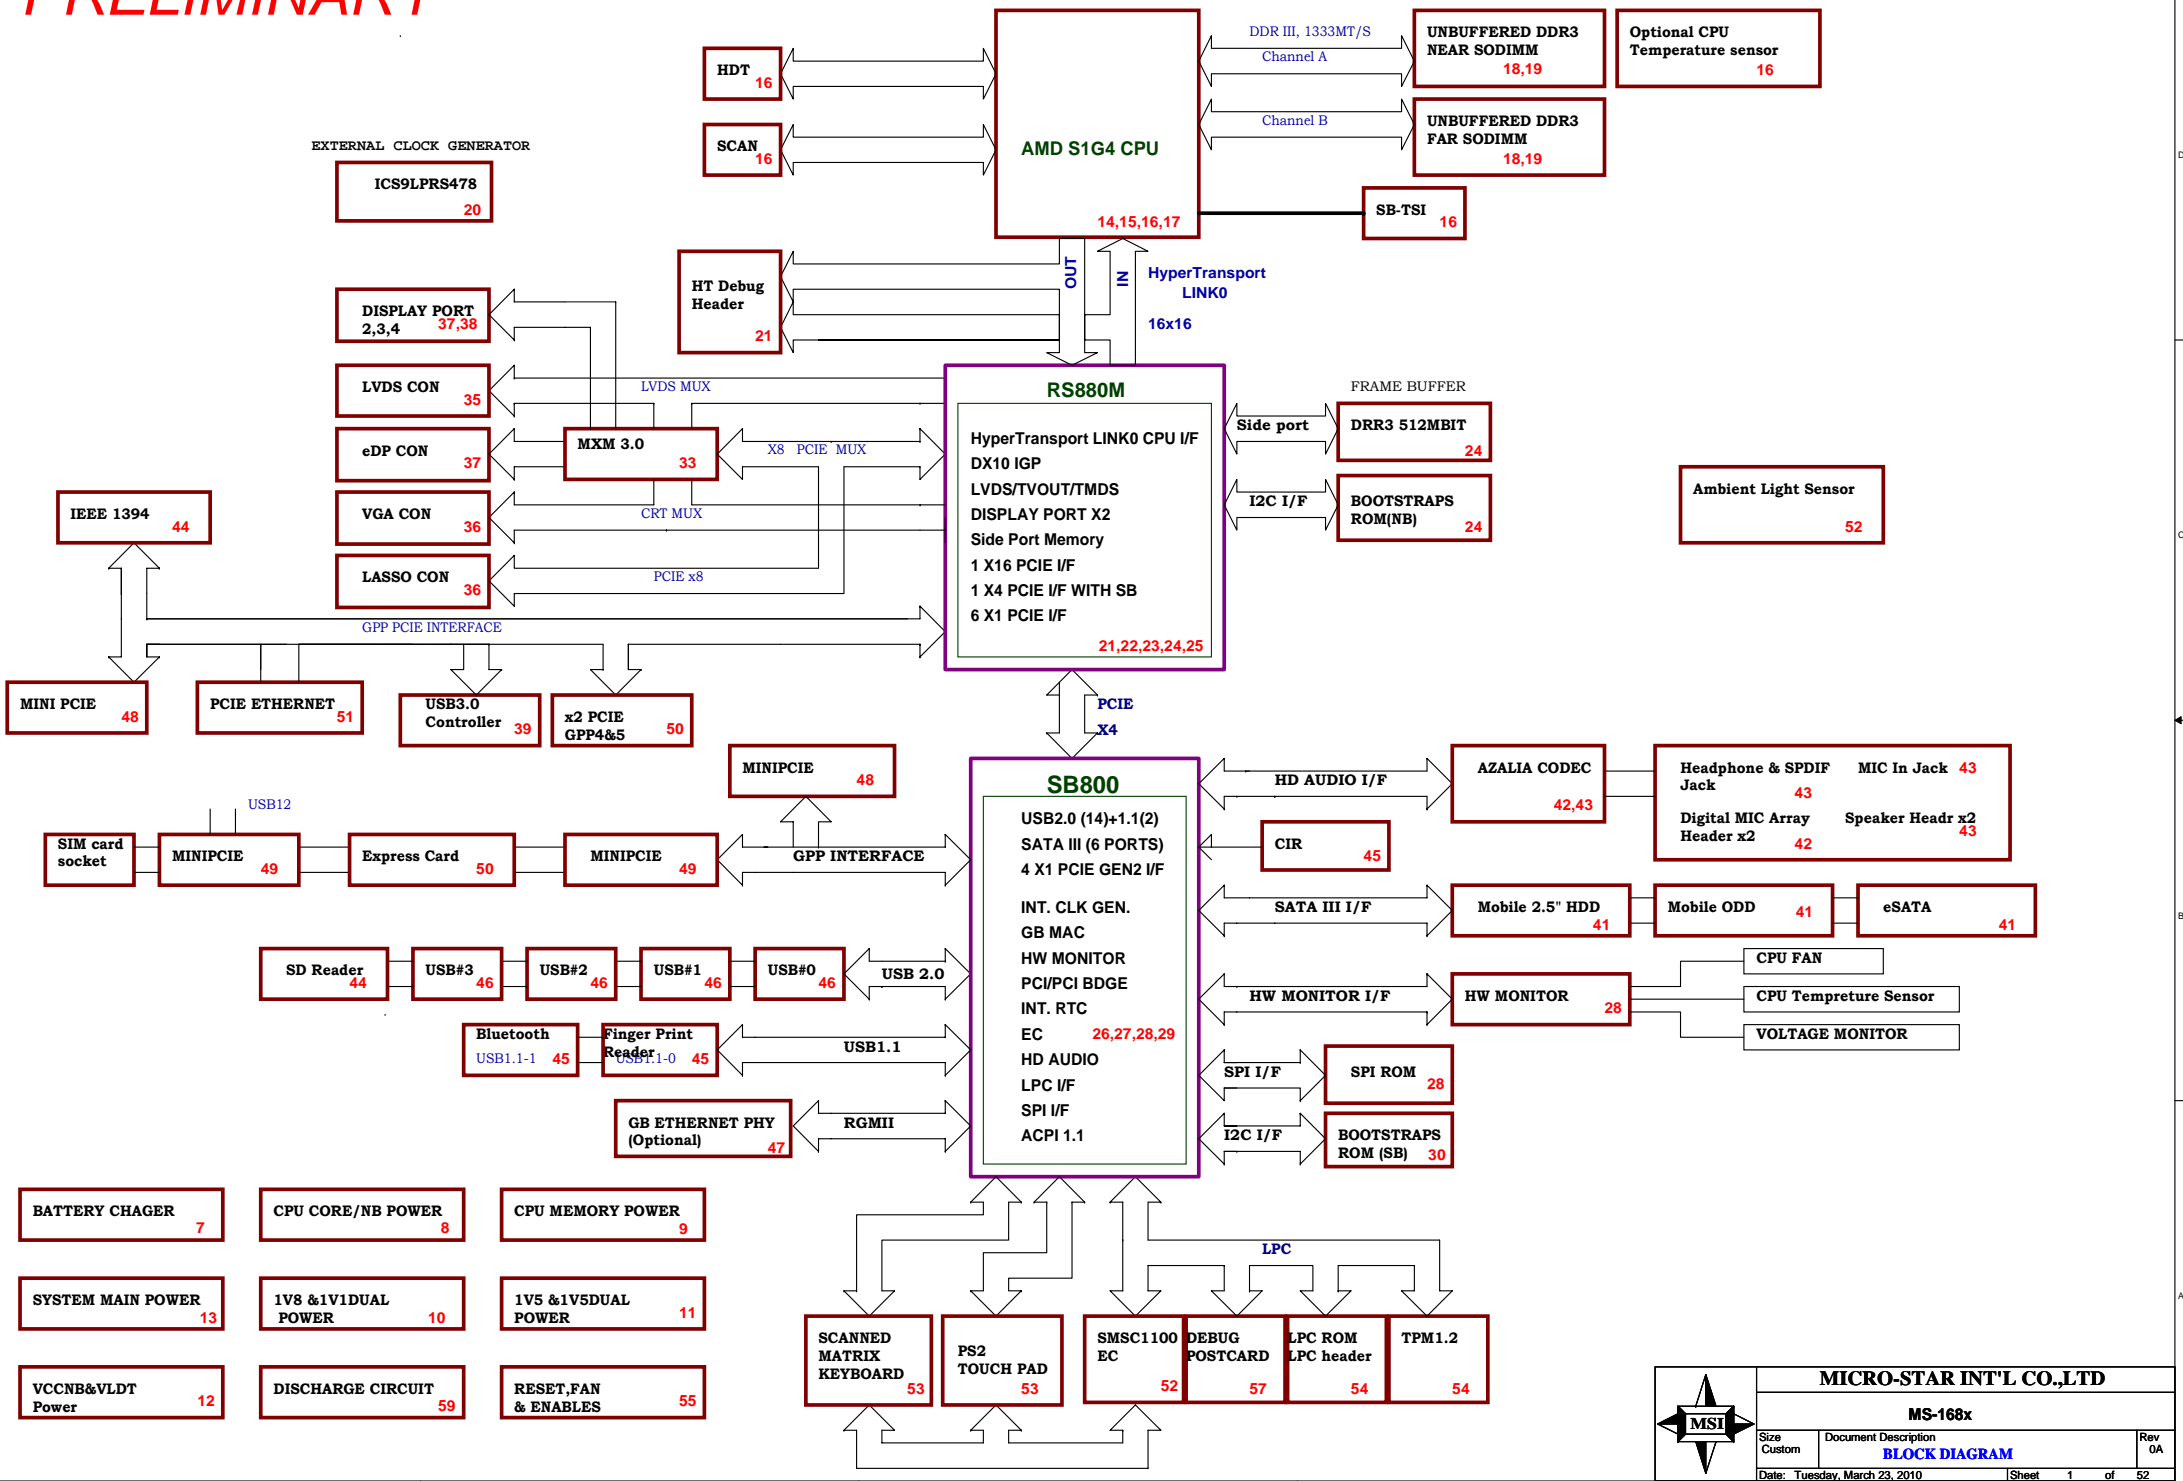 PRELIMINARY
HDT
16
SCAN
16
EXTERNAL CLOCK GENERATOR
ICS9LPRS478
20
AMD S1G4 CPU
14,15,16,17
DDR III, 1333MT/S
Channel A
Channel B
UNBUFFERED DDR3
NEAR SODIMM
18,19
UNBUFFERED DDR3
FAR SODIMM
18,19
Optional CPU
Temperature sensor
16
SB-TSI
16
HT Debug
Header
21
OUT
IN
HyperTransport
LINK0
16x16
DISPLAY PORT
2,3,4
37,38
LVDS CON
35
eDP CON
37
VGA CON
36
LASSO CON
36
LVDS MUX
MXM 3.0
33
X8 PCIE MUX
CRT MUX
PCIE x8
GPP PCIE INTERFACE
RS880M
HyperTransport LINK0 CPU I/F
DX10 IGP
LVDS/TVOUT/TMDS
DISPLAY PORT X2
Side Port Memory
1 X16 PCIE I/F
1 X4 PCIE I/F WITH SB
6 X1 PCIE I/F
21,22,23,24,25
FRAME BUFFER
Side port
DRR3 512MBIT
24
I2C I/F
BOOTSTRAPS
ROM(NB)
24
Ambient Light Sensor
52
IEEE 1394
44
MINI PCIE
48
PCIE ETHERNET
51
USB3.0
Controller
39
x2 PCIE
GPP4&5
50
PCIE
X4
MINIPCIE
48
USB12
SIM card
socket
MINIPCIE
49
Express Card
50
MINIPCIE
49
GPP INTERFACE
SD Reader
44
USB#3
46
USB#2
46
USB#1
46
USB#0
46
USB 2.0
Bluetooth
USB1.1-1
45
Finger Print
Reader
USB1.1-0
45
USB1.1
GB ETHERNET PHY
(Optional)
47
RGMII
SB800
USB2.0 (14)+1.1(2)
SATA III (6 PORTS)
4 X1 PCIE GEN2 I/F
INT. CLK GEN.
GB MAC
HW MONITOR
PCI/PCI BDGE
INT. RTC
EC
26,27,28,29
HD AUDIO
LPC I/F
SPI I/F
ACPI 1.1
HD AUDIO I/F
AZALIA CODEC
42,43
Headphone & SPDIF
Jack
43
MIC In Jack
43
Digital MIC Array
Header x2
42
Speaker Headr x2
43
CIR
45
SATA III I/F
Mobile 2.5" HDD
41
Mobile ODD
41
eSATA
41
HW MONITOR I/F
HW MONITOR
28
CPU FAN
CPU Tempreture Sensor
VOLTAGE MONITOR
SPI I/F
SPI ROM
28
I2C I/F
BOOTSTRAPS
ROM (SB)
30
BATTERY CHAGER
7
CPU CORE/NB POWER
8
CPU MEMORY POWER
9
SYSTEM MAIN POWER
13
1V8 &1V1DUAL
POWER
10
1V5 &1V5DUAL
POWER
11
VCCNB&VLDT
Power
12
DISCHARGE CIRCUIT
59
RESET,FAN
& ENABLES
55
LPC
SCANNED
MATRIX
KEYBOARD
53
PS2
TOUCH PAD
53
SMSC1100
EC
52
DEBUG
POSTCARD
57
LPC ROM
LPC header
54
TPM1.2
54
D
C
B
A
MSI
MICRO-STAR INT'L CO.,LTD
MS-168x
Size
Custom
Document Description
BLOCK DIAGRAM
Rev
0A
Date: Tuesday, March 23, 2010
Sheet 1 of 52